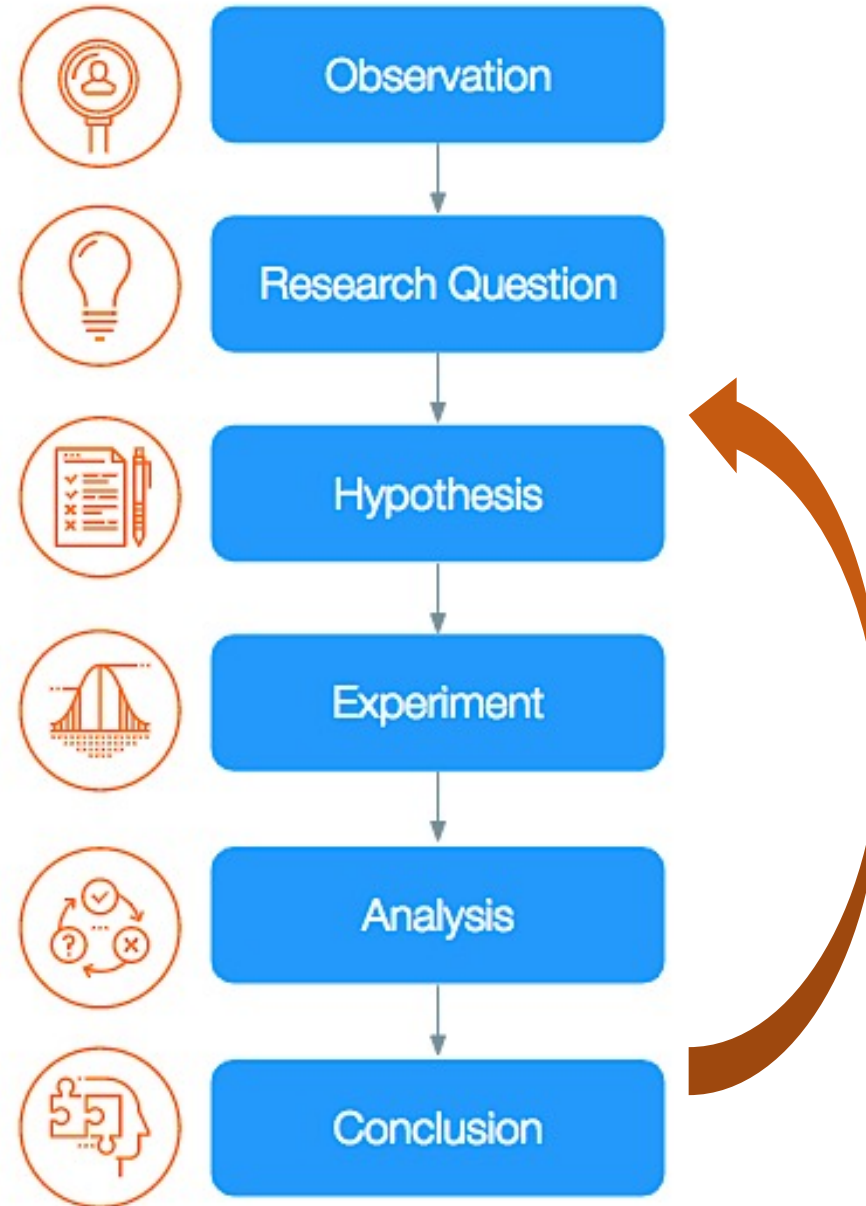 Observation
Research Question
Hypothesis
Experiment
Analysis
Conclusion